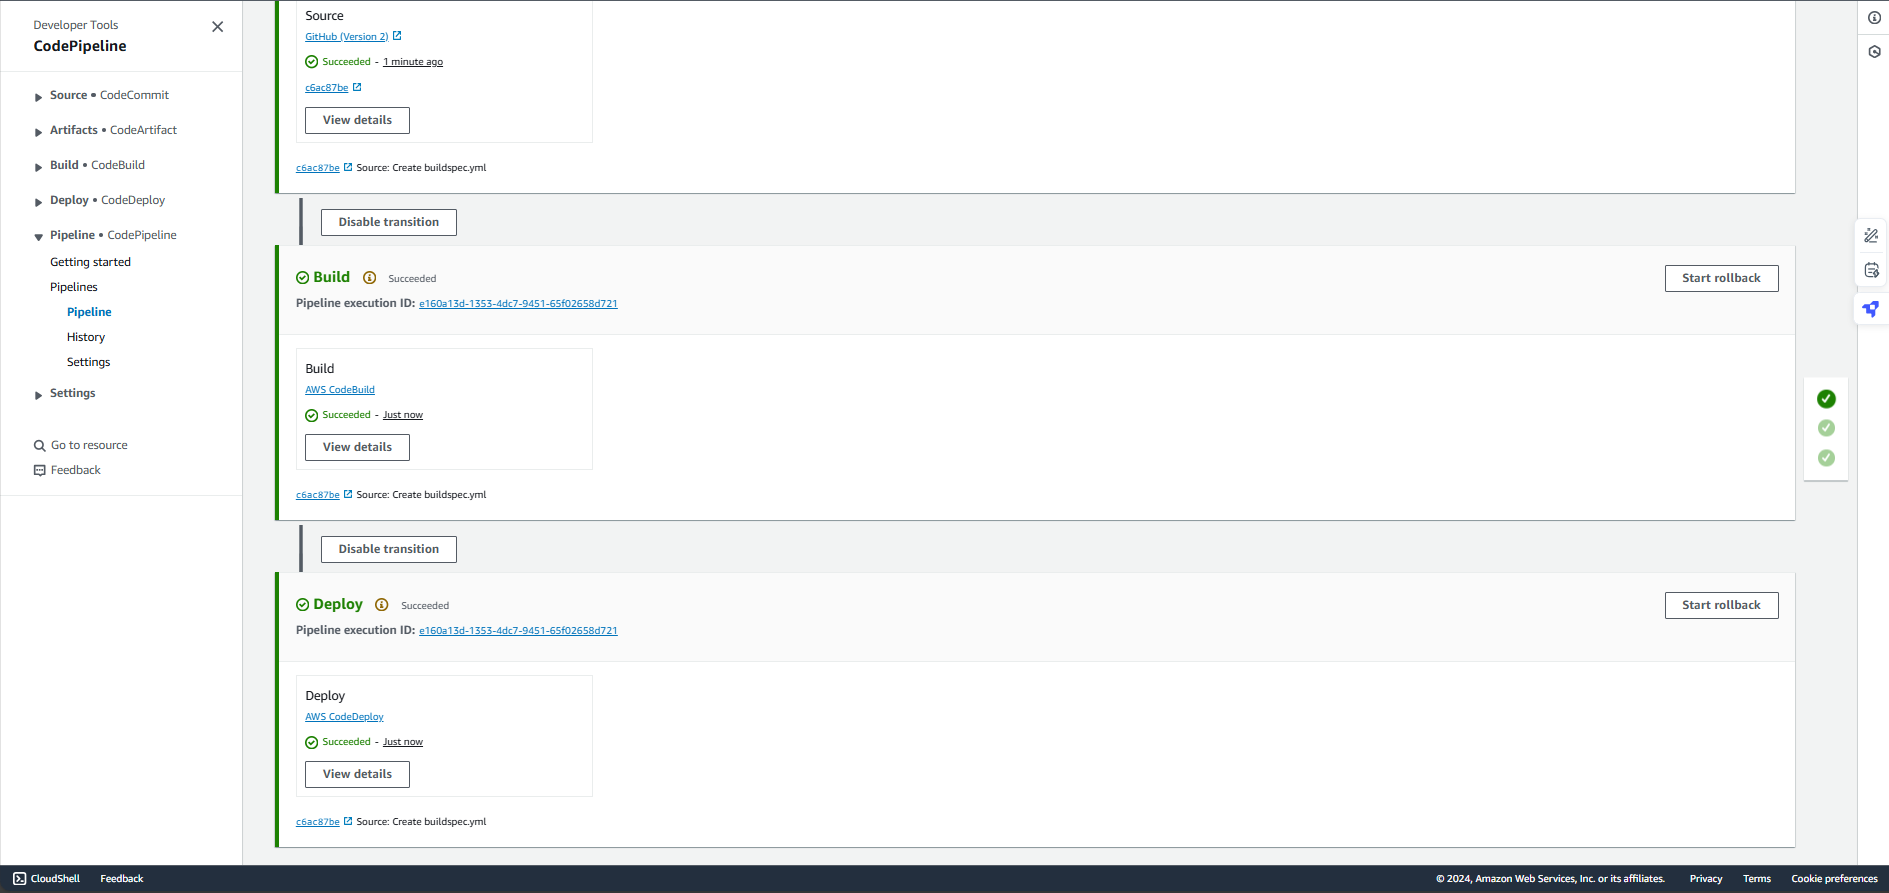 Developer Tools
CodePipeline
Source • CodeCommit
Artifacts • CodeArtifact
Build • CodeBuild
Deploy • CodeDeploy
Pipeline • CodePipeline
Getting started
Pipelines
Pipeline
History
Settings
Settings
Go to resource
Feedback
Source
GitHub (Version 2)
Succeeded - 1 minute ago
c6ac87be
View details
c6ac87be Source: Create buildspec.yml
Disable transition
Build Succeeded
Start rollback
Pipeline execution ID: e160a13d-1353-4dc7-9451-65f02658d721
Build
AWS CodeBuild
Succeeded - Just now
View details
c6ac87be Source: Create buildspec.yml
Disable transition
Deploy Succeeded
Start rollback
Pipeline execution ID: e160a13d-1353-4dc7-9451-65f02658d721
Deploy
AWS CodeDeploy
Succeeded - Just now
View details
c6ac87be Source: Create buildspec.yml
CloudShell Feedback © 2024, Amazon Web Services, Inc. or its affiliates. Privacy Terms Cookie preferences